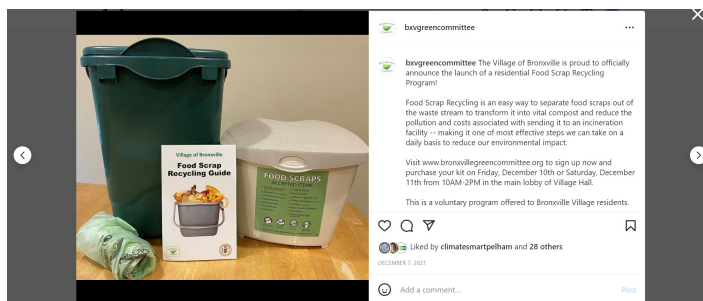 bxvgreencommittee
bxvgreencommittee The Village of Bronxville is proud to officially
announce the launch of a residential Food Scrap Recycling
Program!
Food Scrap Recycling is an easy way to separate food scraps out of
the waste stream to transform it into vital compost and reduce the
pollution and costs associated with sending it to an incineration
facility -- making it one of most effective steps we can take on a
daily basis to reduce our environmental impact.
Visit www.bronxvillegreencommittee.org to sign up now and
purchase your kit on Friday, December 10th or Saturday, December
11th from 10AM-2PM in the main lobby of Village Hall.
This is a voluntary program offered to Bronxville Village residents.
Liked by climatesmartpelham and 28 others
DECEMBER 7, 2021
Add a comment...
Post
Village of Bronxville
Food Scrap
Recycling Guide
FOOD SCRAPS
ACCEPTED ITEMS